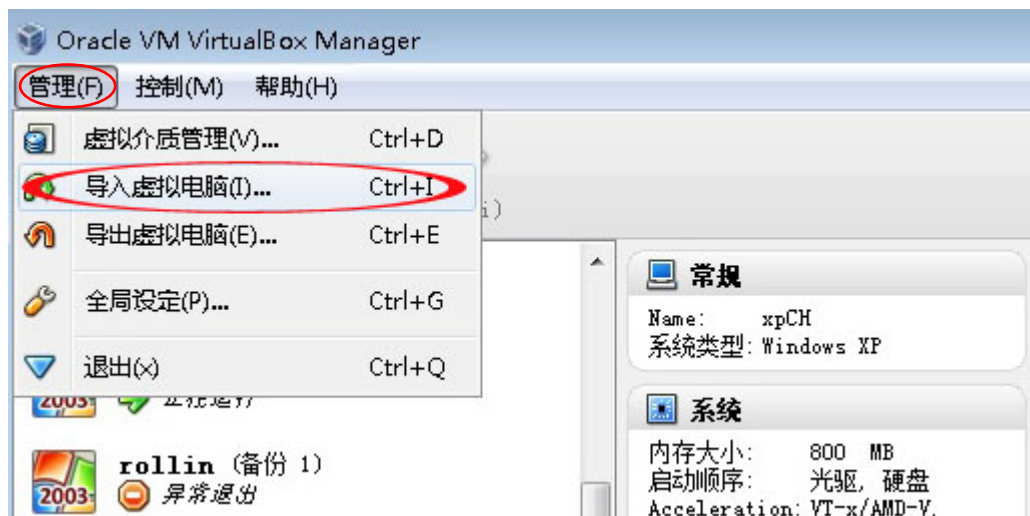 Oracle VM VirtualBox Manager
管理(F) 控制(M) 帮助(H)
虚拟介质管理(V)... Ctrl+D
导入虚拟电脑(I)... Ctrl+I
i)
导出虚拟电脑(E)... Ctrl+E
全局设定(P)... Ctrl+G
退出(x) Ctrl+Q
2003 正在运行
rollin (备份 1)
2003 异常退出
常规
Name: xpCH
系统类型: Windows XP
系统
内存大小: 800 MB
启动顺序: 光驱, 硬盘
Acceleration: VT-x/AMD-V,